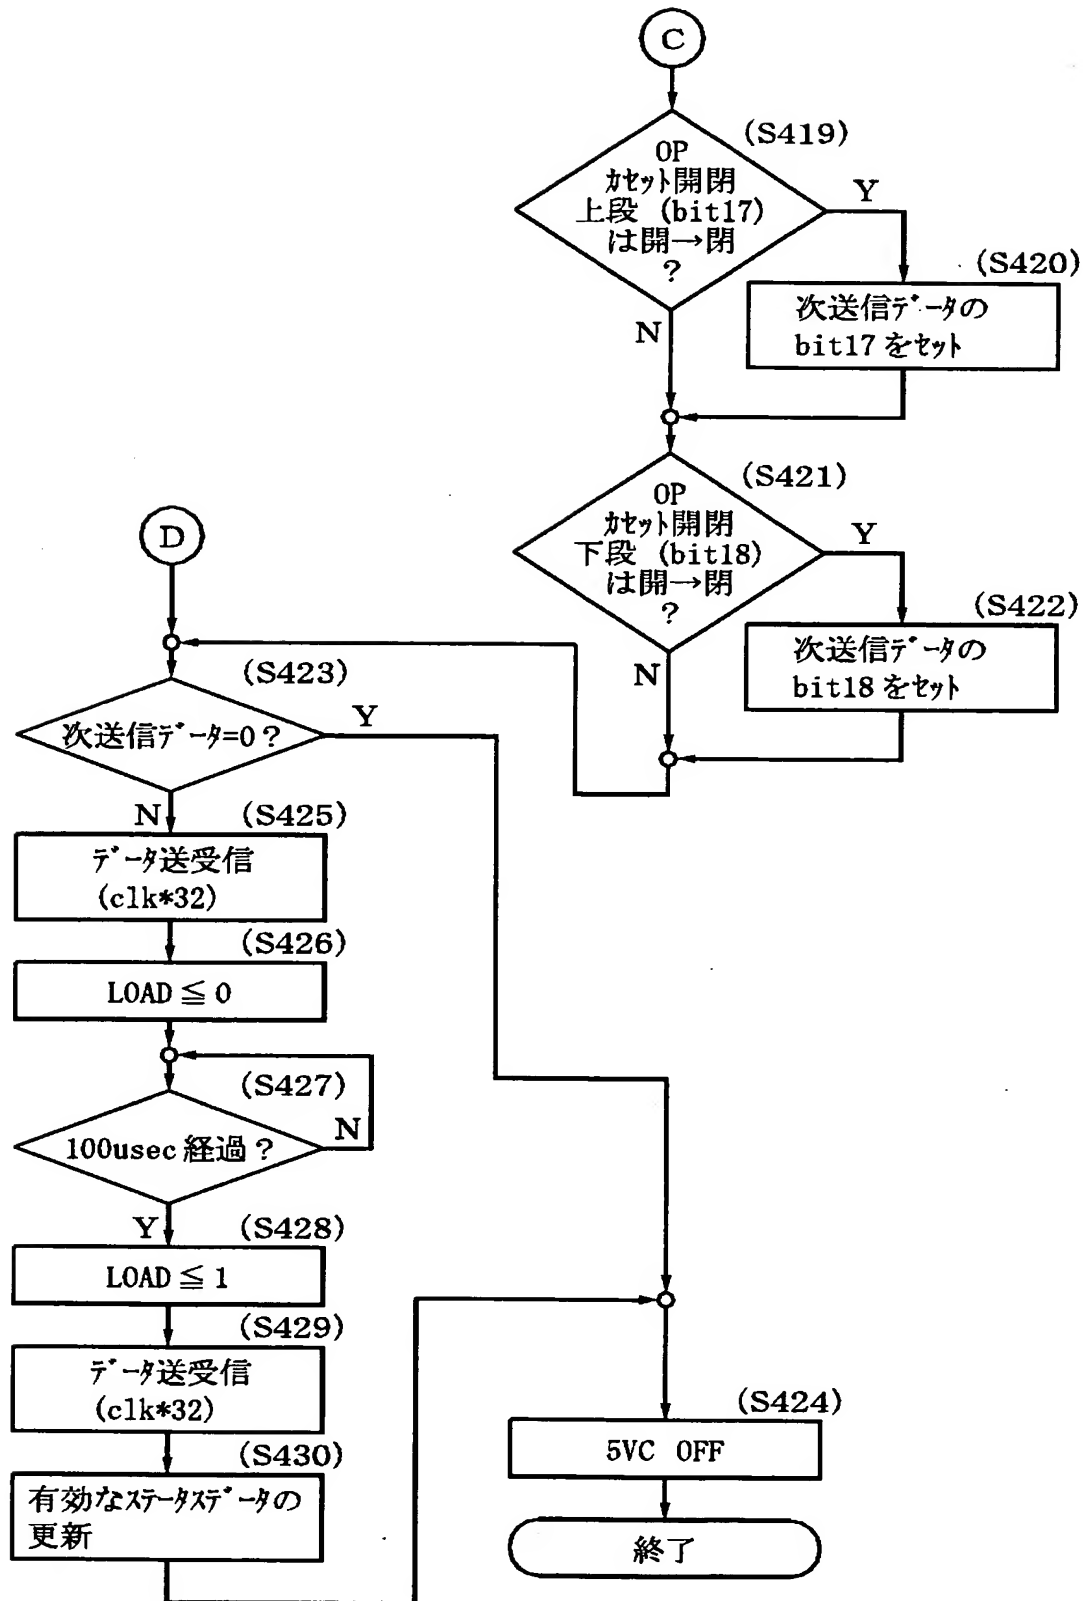 C
(S419)
OP
カセット開閉
上段 (bit17)
は開→閉
?
Y
N
(S420)
次送信データの
bit17をセット
(S421)
OP
カセット開閉
下段 (bit18)
は開→閉
?
Y
N
(S422)
次送信データの
bit18をセット
D
(S423)
次送信データ=0?
Y
N
(S425)
データ送受信
(clk*32)
(S426)
LOAD ≦ 0
(S427)
100usec経過?
N
Y
(S428)
LOAD ≦ 1
(S429)
データ送受信
(clk*32)
(S430)
有効なステータスデータの
更新
(S424)
5VC OFF
終了